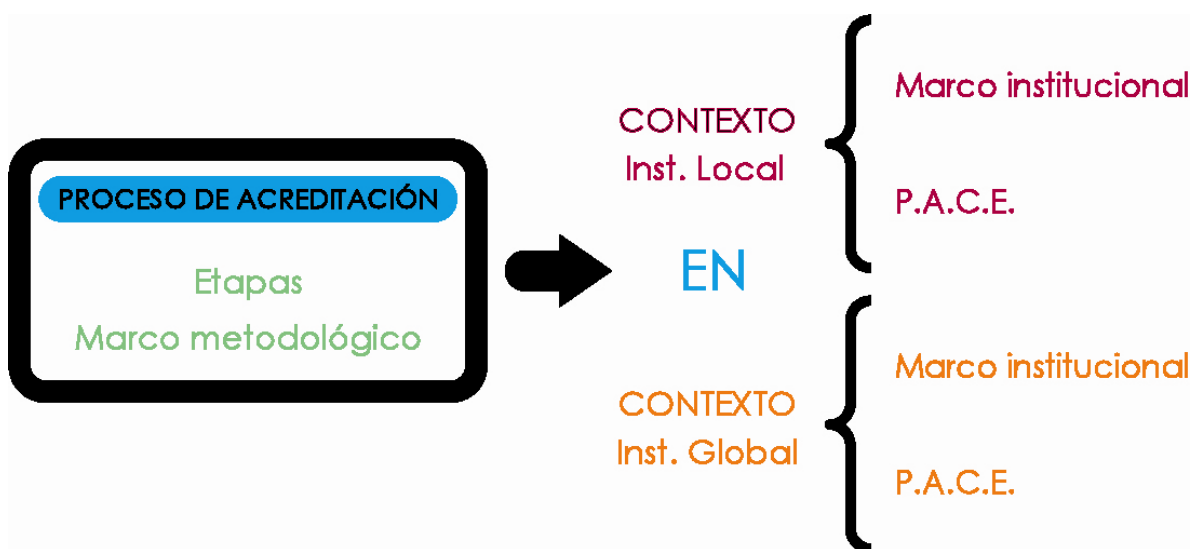 PROCESO DE ACREDITACIÓN
Etapas
Marco metodológico
EN
CONTEXTO
Inst. Local
Marco institucional
P.A.C.E.
CONTEXTO
Inst. Global
Marco institucional
P.A.C.E.